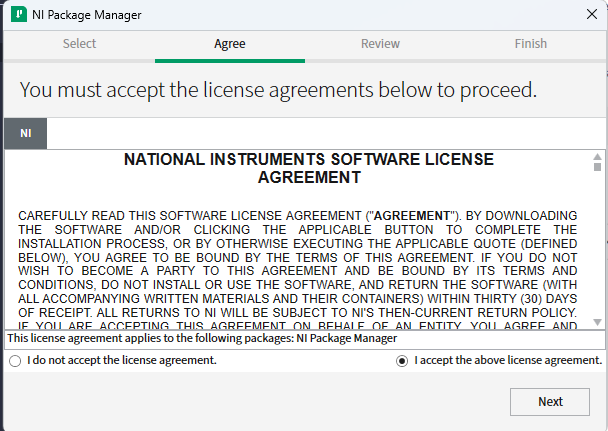 NI Package Manager
Select
Agree
Review
Finish
You must accept the license agreements below to proceed.
NI
NATIONAL INSTRUMENTS SOFTWARE LICENSE
AGREEMENT
CAREFULLY READ THIS SOFTWARE LICENSE AGREEMENT ("AGREEMENT"). BY DOWNLOADING
THE SOFTWARE AND/OR CLICKING THE APPLICABLE BUTTON TO COMPLETE THE
INSTALLATION PROCESS, OR BY OTHERWISE EXECUTING THE APPLICABLE QUOTE (DEFINED
BELOW), YOU AGREE TO BE BOUND BY THE TERMS OF THIS AGREEMENT. IF YOU DO NOT
WISH TO BECOME A PARTY TO THIS AGREEMENT AND BE BOUND BY ITS TERMS AND
CONDITIONS, DO NOT INSTALL OR USE THE SOFTWARE, AND RETURN THE SOFTWARE (WITH
ALL ACCOMPANYING WRITTEN MATERIALS AND THEIR CONTAINERS) WITHIN THIRTY (30) DAYS
OF RECEIPT. ALL RETURNS TO NI WILL BE SUBJECT TO NI'S THEN-CURRENT RETURN POLICY.
IF YOU ARE ACCEPTING THIS AGREEMENT ON BEHALF OF AN ENTITY, YOU AGREE AND
This license agreement applies to the following packages: NI Package Manager
I do not accept the license agreement.
I accept the above license agreement.
Next